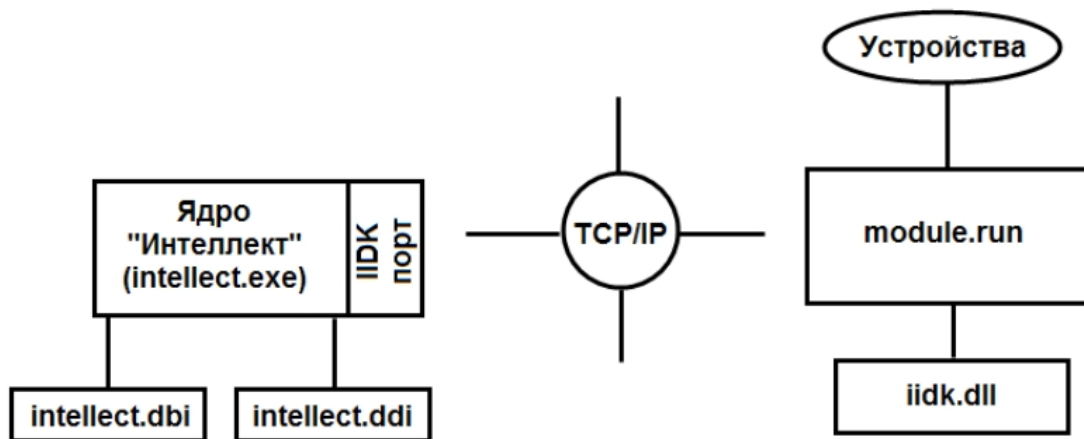 Устройства
Ядро
"Интеллект"
(intellect.exe)
IIDK
порт
TCP/IP
module.run
intellect.dbi
intellect.ddi
iidk.dll